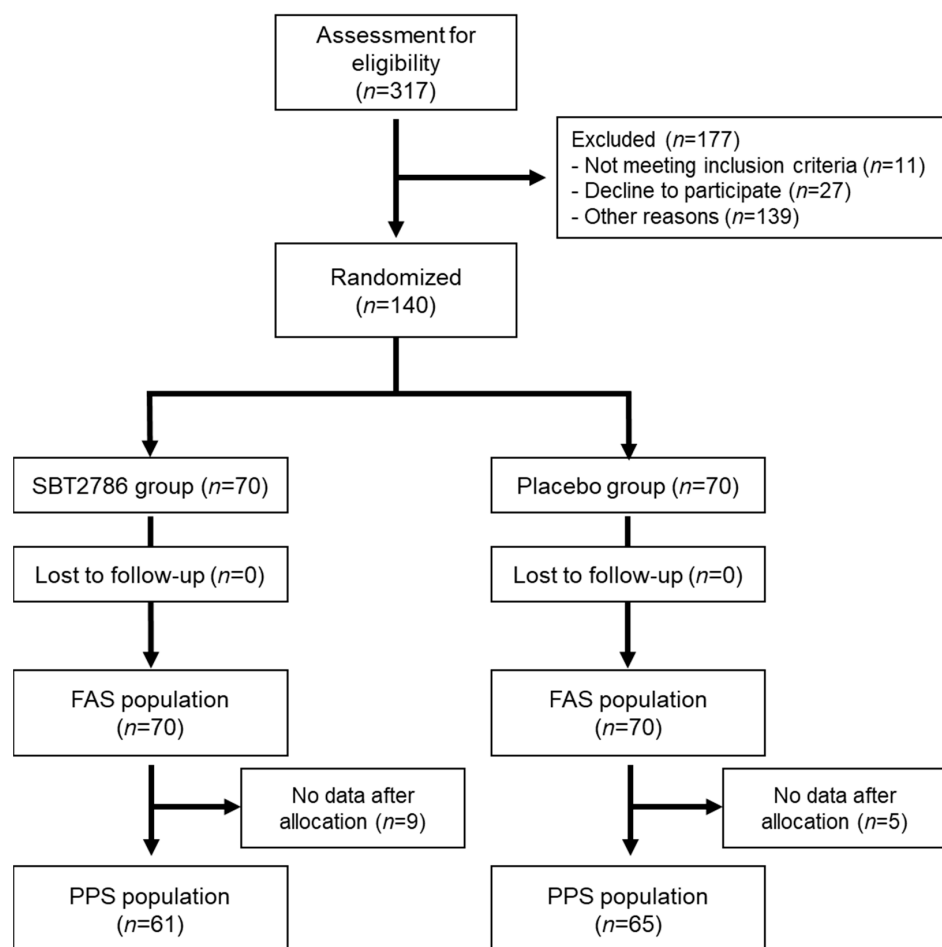 Assessment for
eligibility
(n=317)
Excluded (n=177)
- Not meeting inclusion criteria (n=11)
- Decline to participate (n=27)
- Other reasons (n=139)
Randomized
(n=140)
SBT2786 group (n=70)
Placebo group (n=70)
Lost to follow-up (n=0)
Lost to follow-up (n=0)
FAS population
(n=70)
FAS population
(n=70)
No data after
allocation (n=9)
No data after
allocation (n=5)
PPS population
(n=61)
PPS population
(n=65)